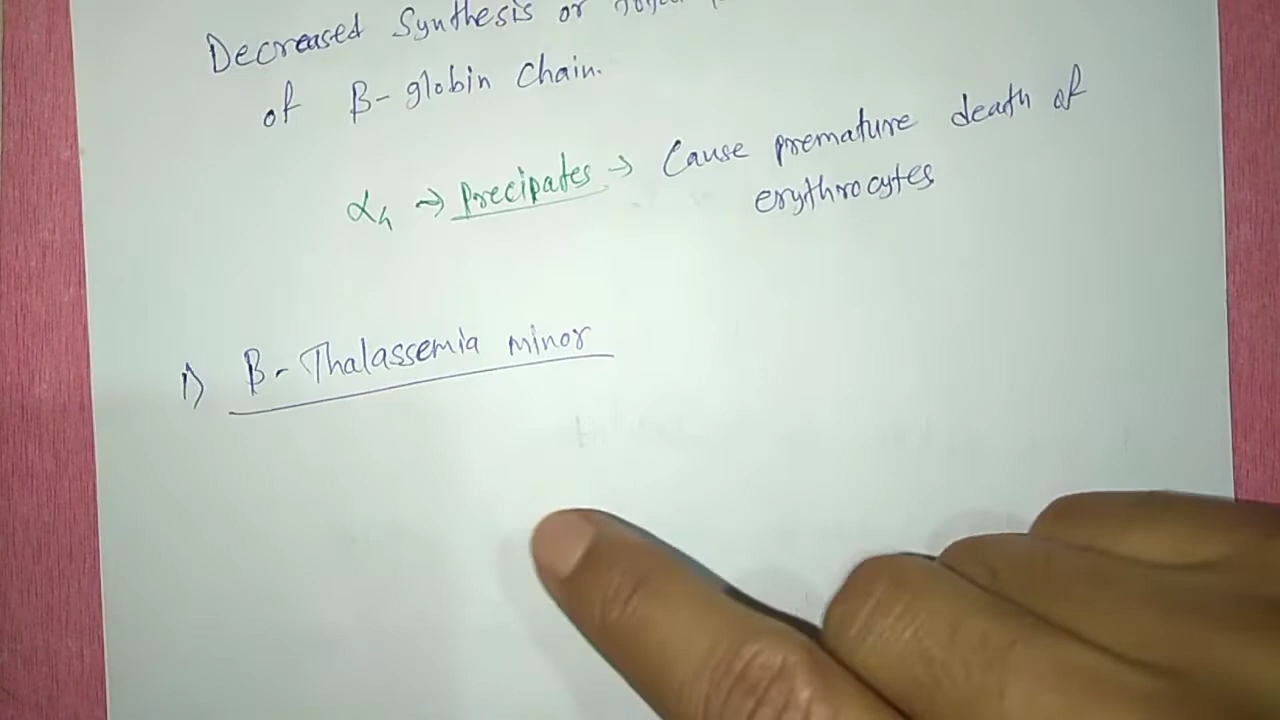 Decreased Synthesis or
of β-globin Chain.
α4 → Precipates → Cause premature death of
erythrocytes
1) β-Thalassemia minor